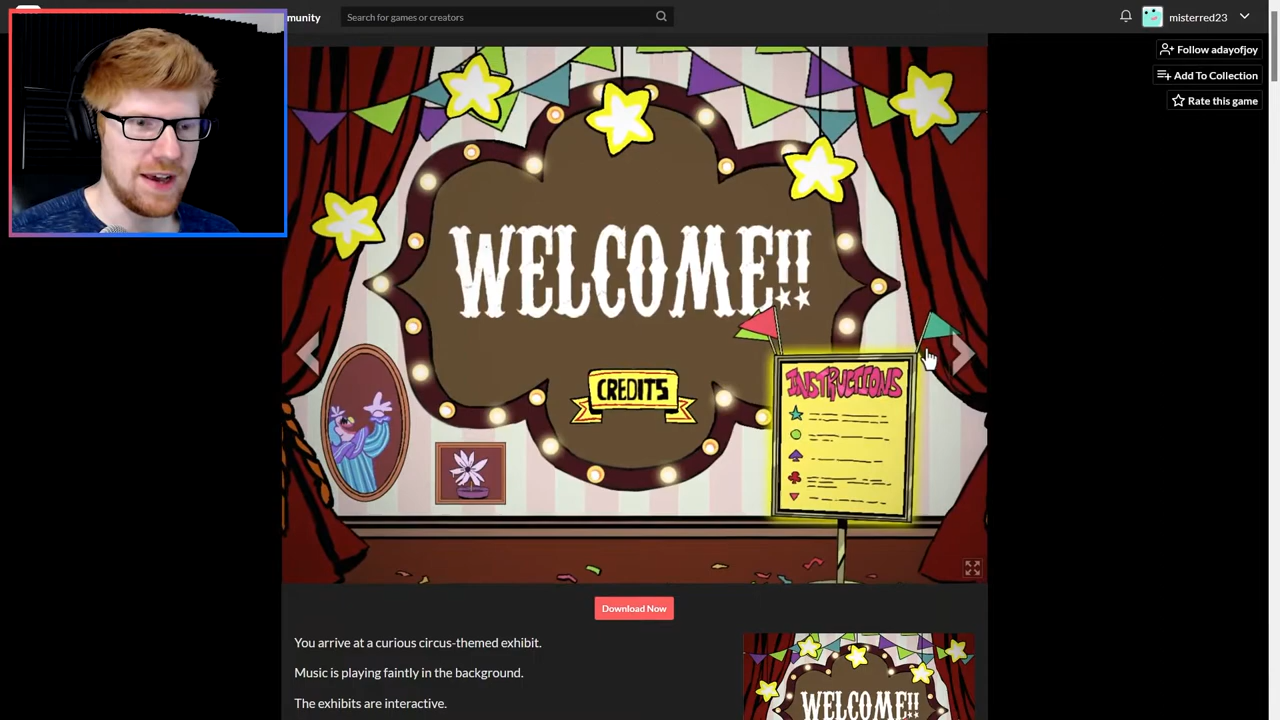 munity
Search for games or creators
misterred23
Follow adayofjoy
Add To Collection
Rate this game
WELCOME!!
CREDITS
INSTRUCTIONS
Download Now
You arrive at a curious circus-themed exhibit.
Music is playing faintly in the background.
The exhibits are interactive.
WELCOME!!